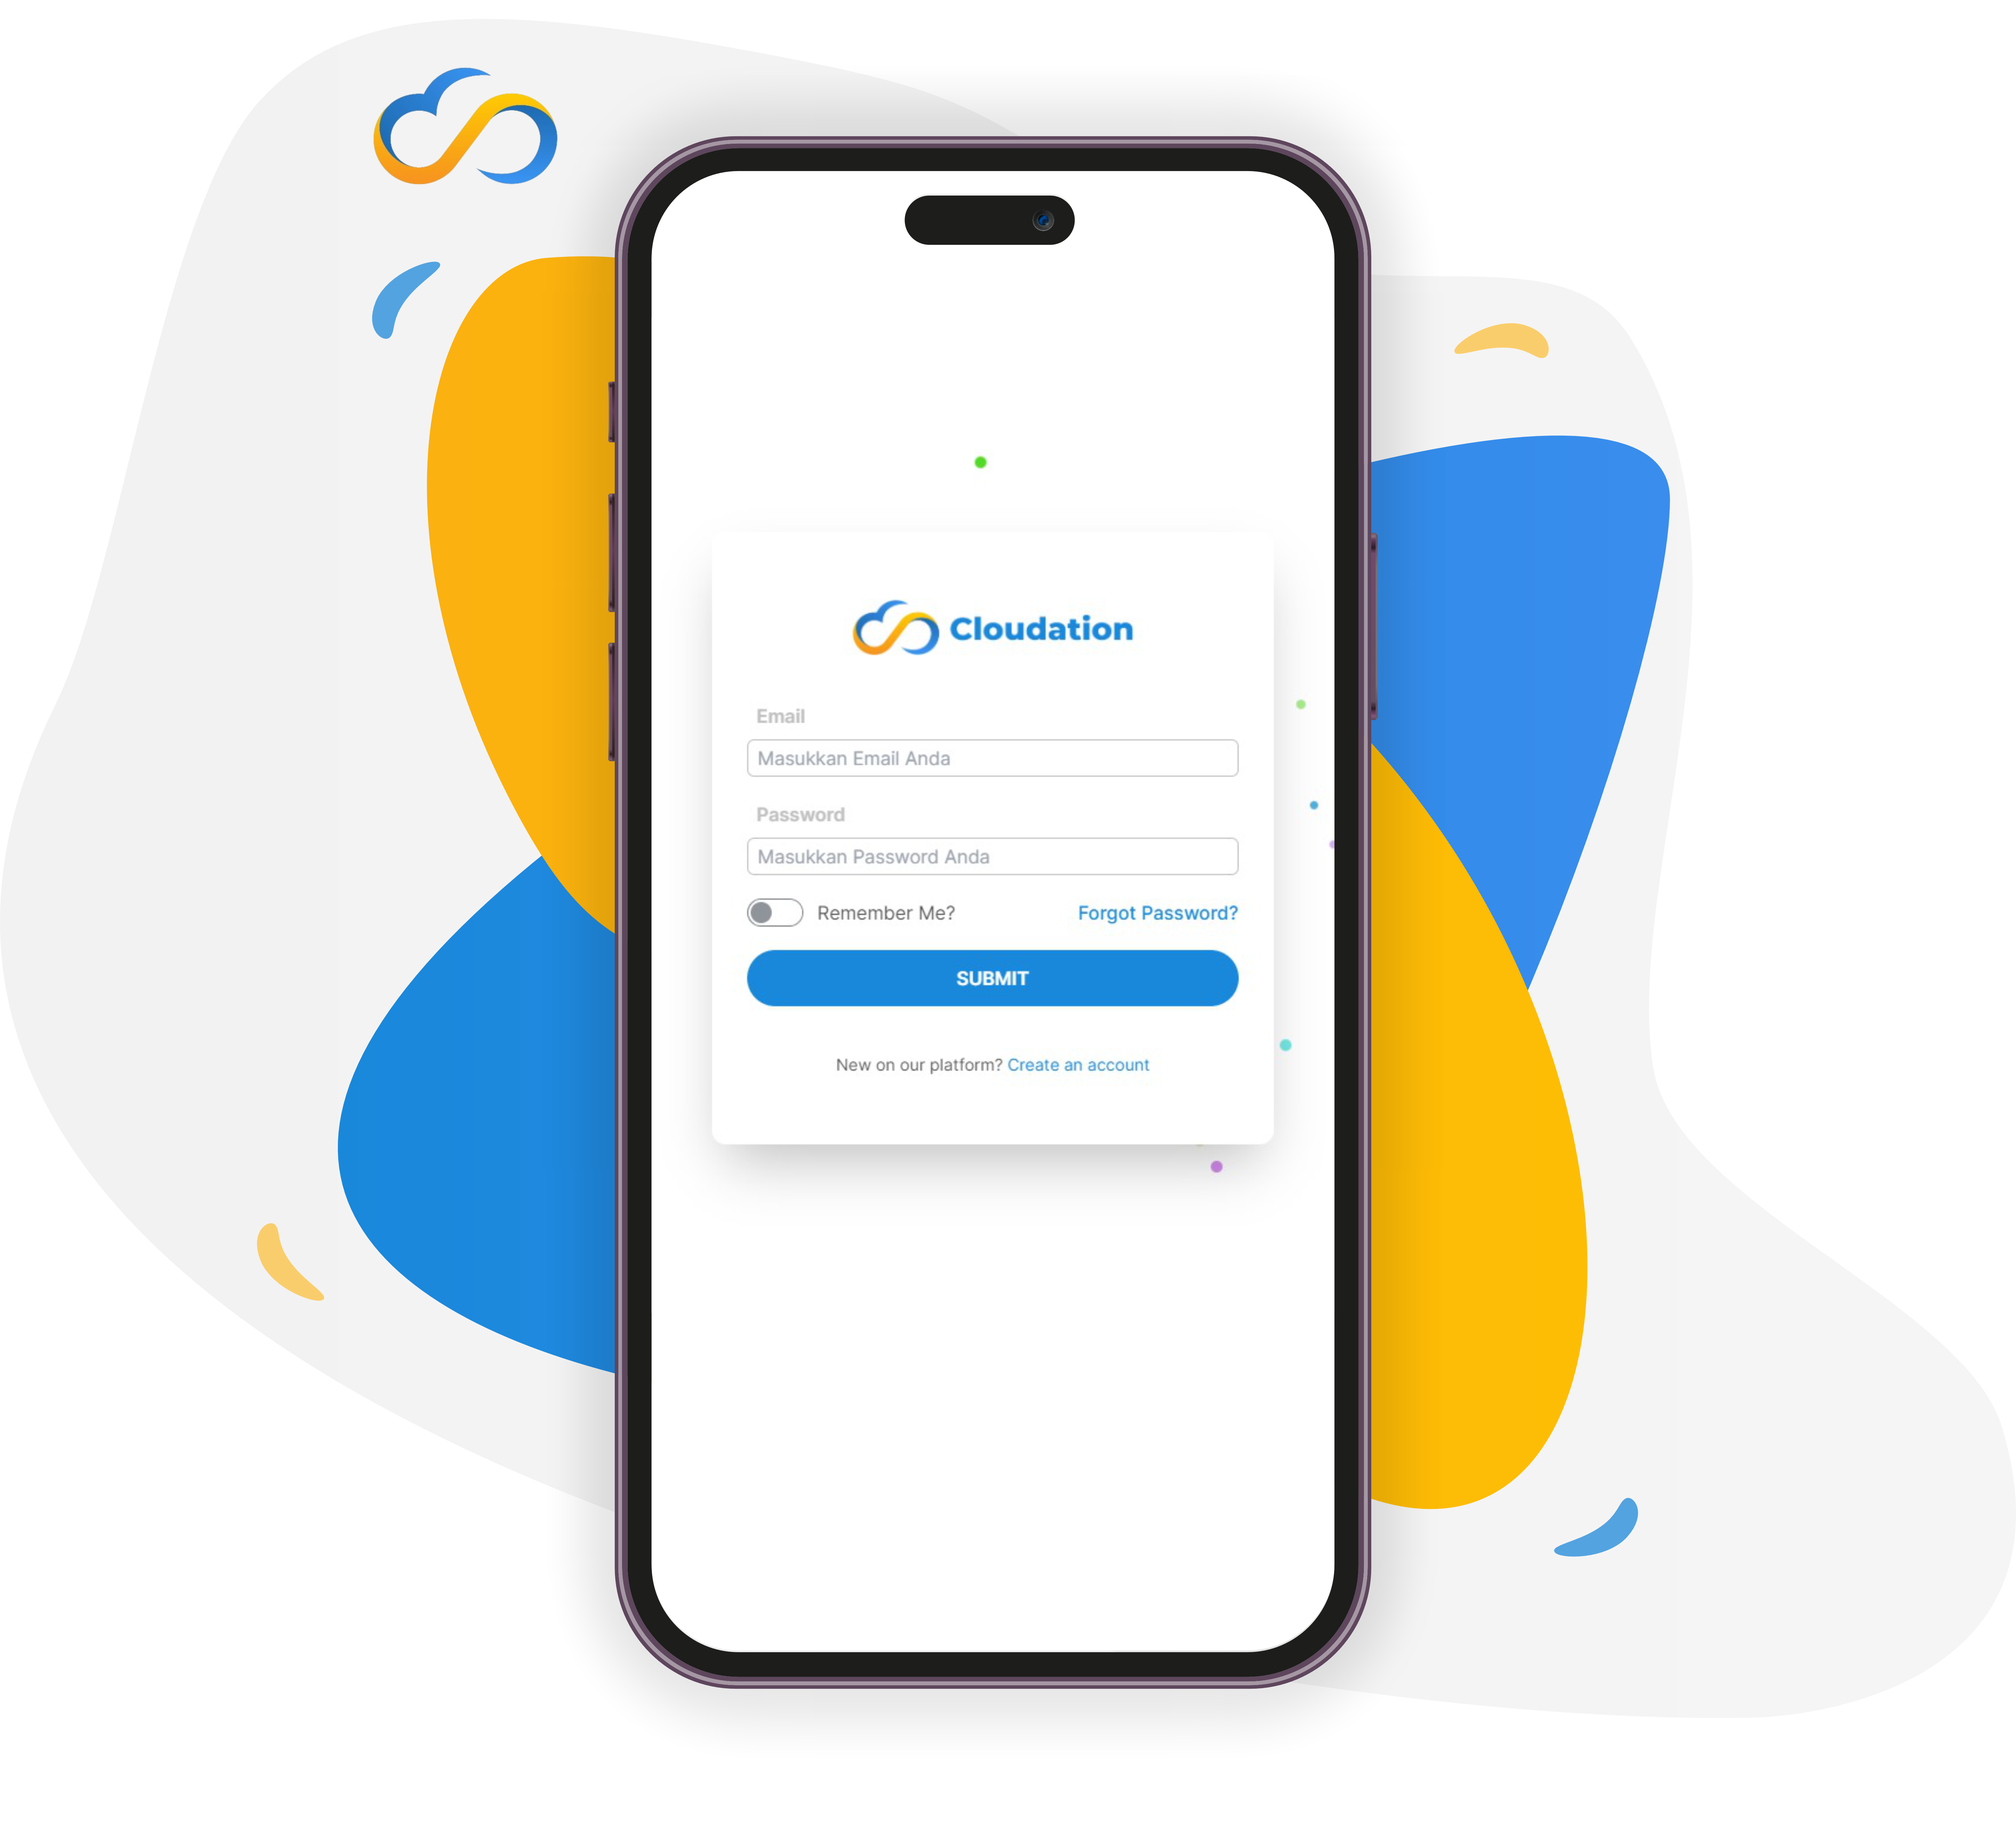 Cloudation
Email
Masukkan Email Anda
Password
Masukkan Password Anda
Remember Me? Forgot Password?
SUBMIT
New on our platform? Create an account